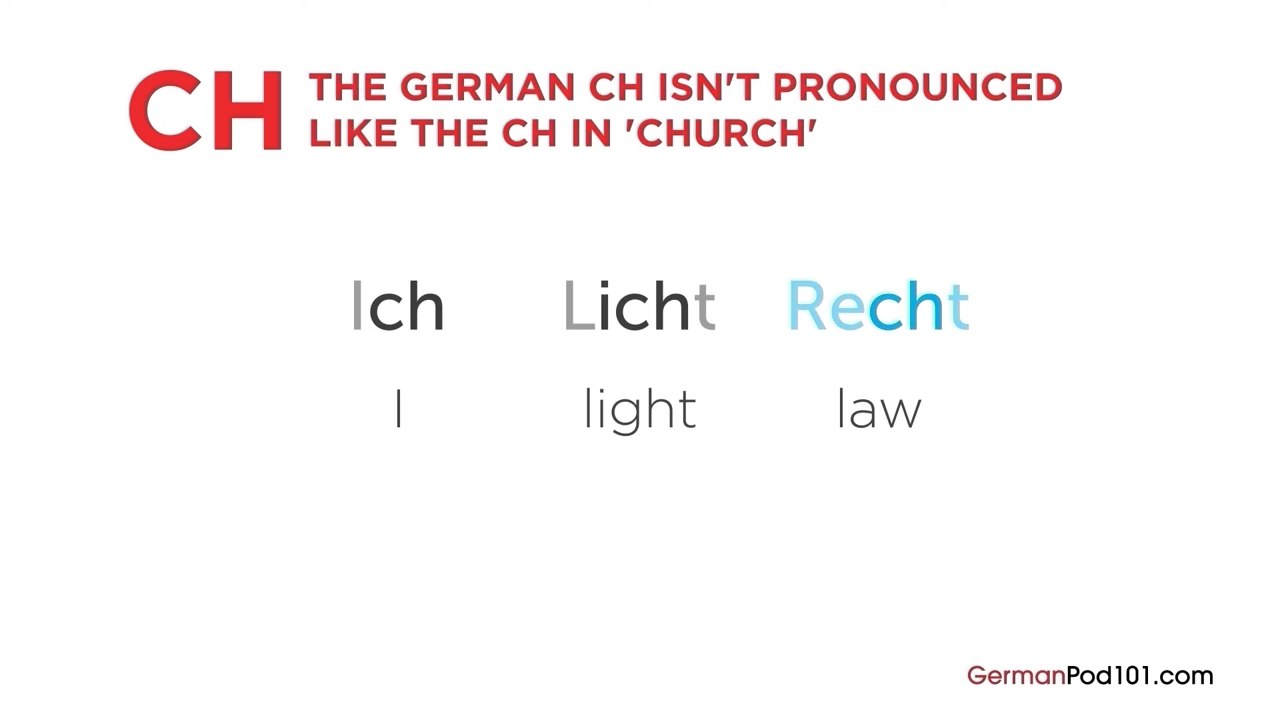 CH THE GERMAN CH ISN'T PRONOUNCED
LIKE THE CH IN 'CHURCH'
Ich Licht Recht
I light law
GermanPod101.com